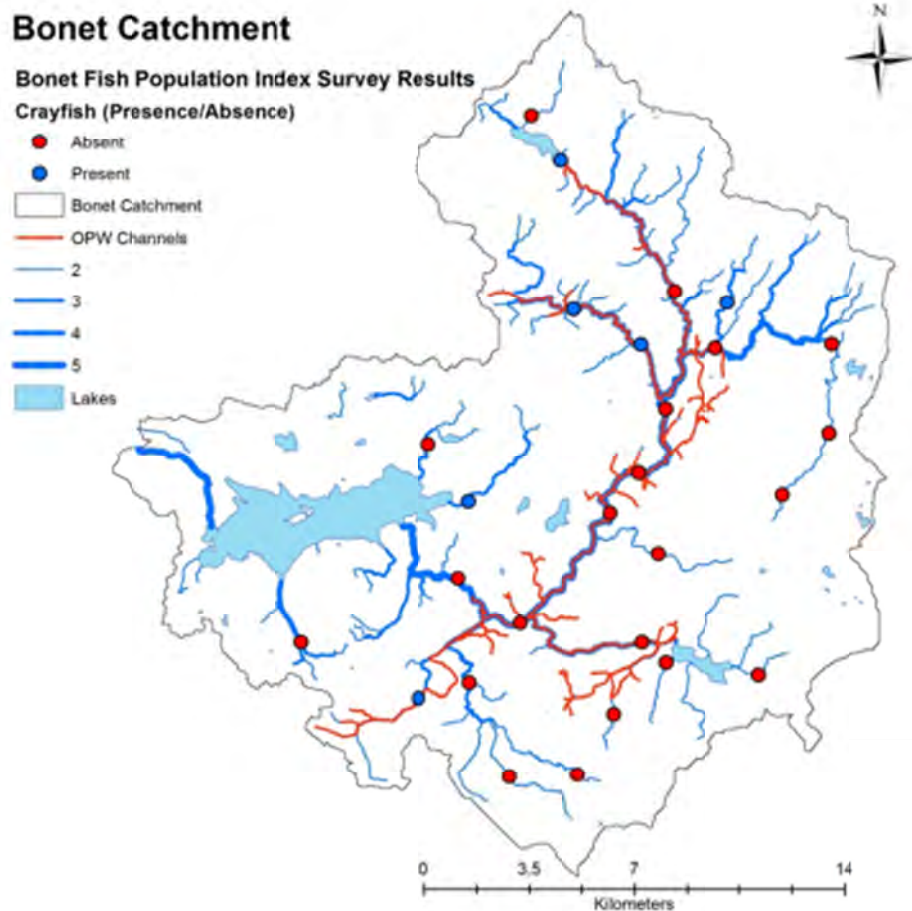 Bonet Catchment
Bonet Fish Population Index Survey Results
Crayfish (Presence/Absence)
Absent
Present
Bonet Catchment
OPW Channels
2
3
4
5
Lakes
N
0 3.5 7 14
Kilometers